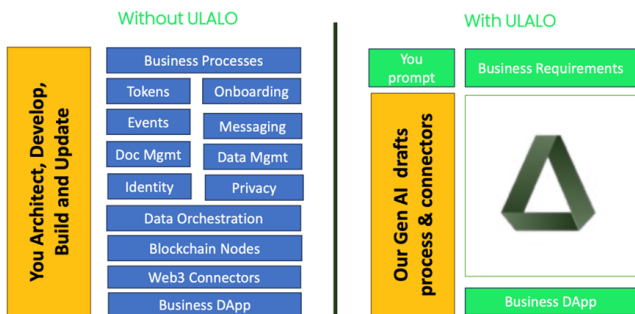 Without ULALO
You Architect, Develop,
Build and Update
Business Processes
Tokens
Onboarding
Events
Messaging
Doc Mgmt
Data Mgmt
Identity
Privacy
Data Orchestration
Blockchain Nodes
Web3 Connectors
Business DApp
With ULALO
You
prompt
Business Requirements
Our Gen AI drafts
process & connectors
Business DApp